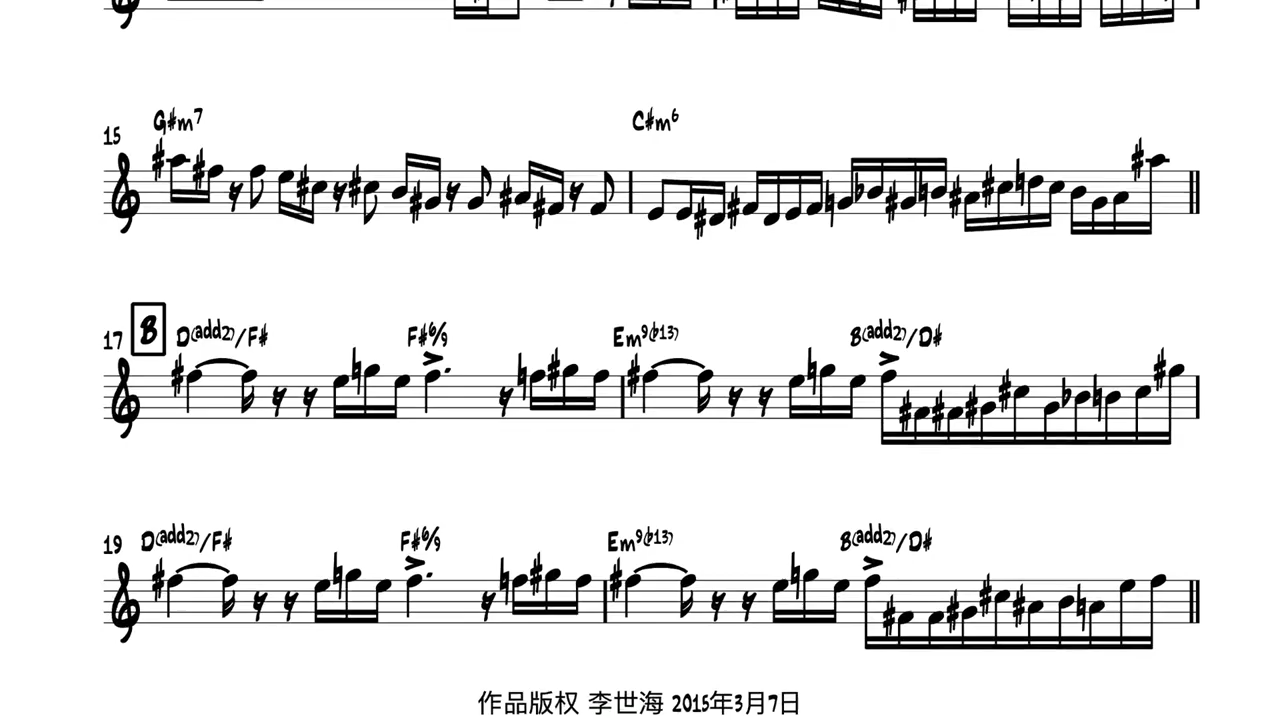 15 G#m7 C#m6
17 B D(add2)/F# F#6/9 Em9(b13) B(add2)/D#
19 D(add2)/F# F#6/9 Em9(b13) B(add2)/D#
作品版权 李世海 2015年3月7日